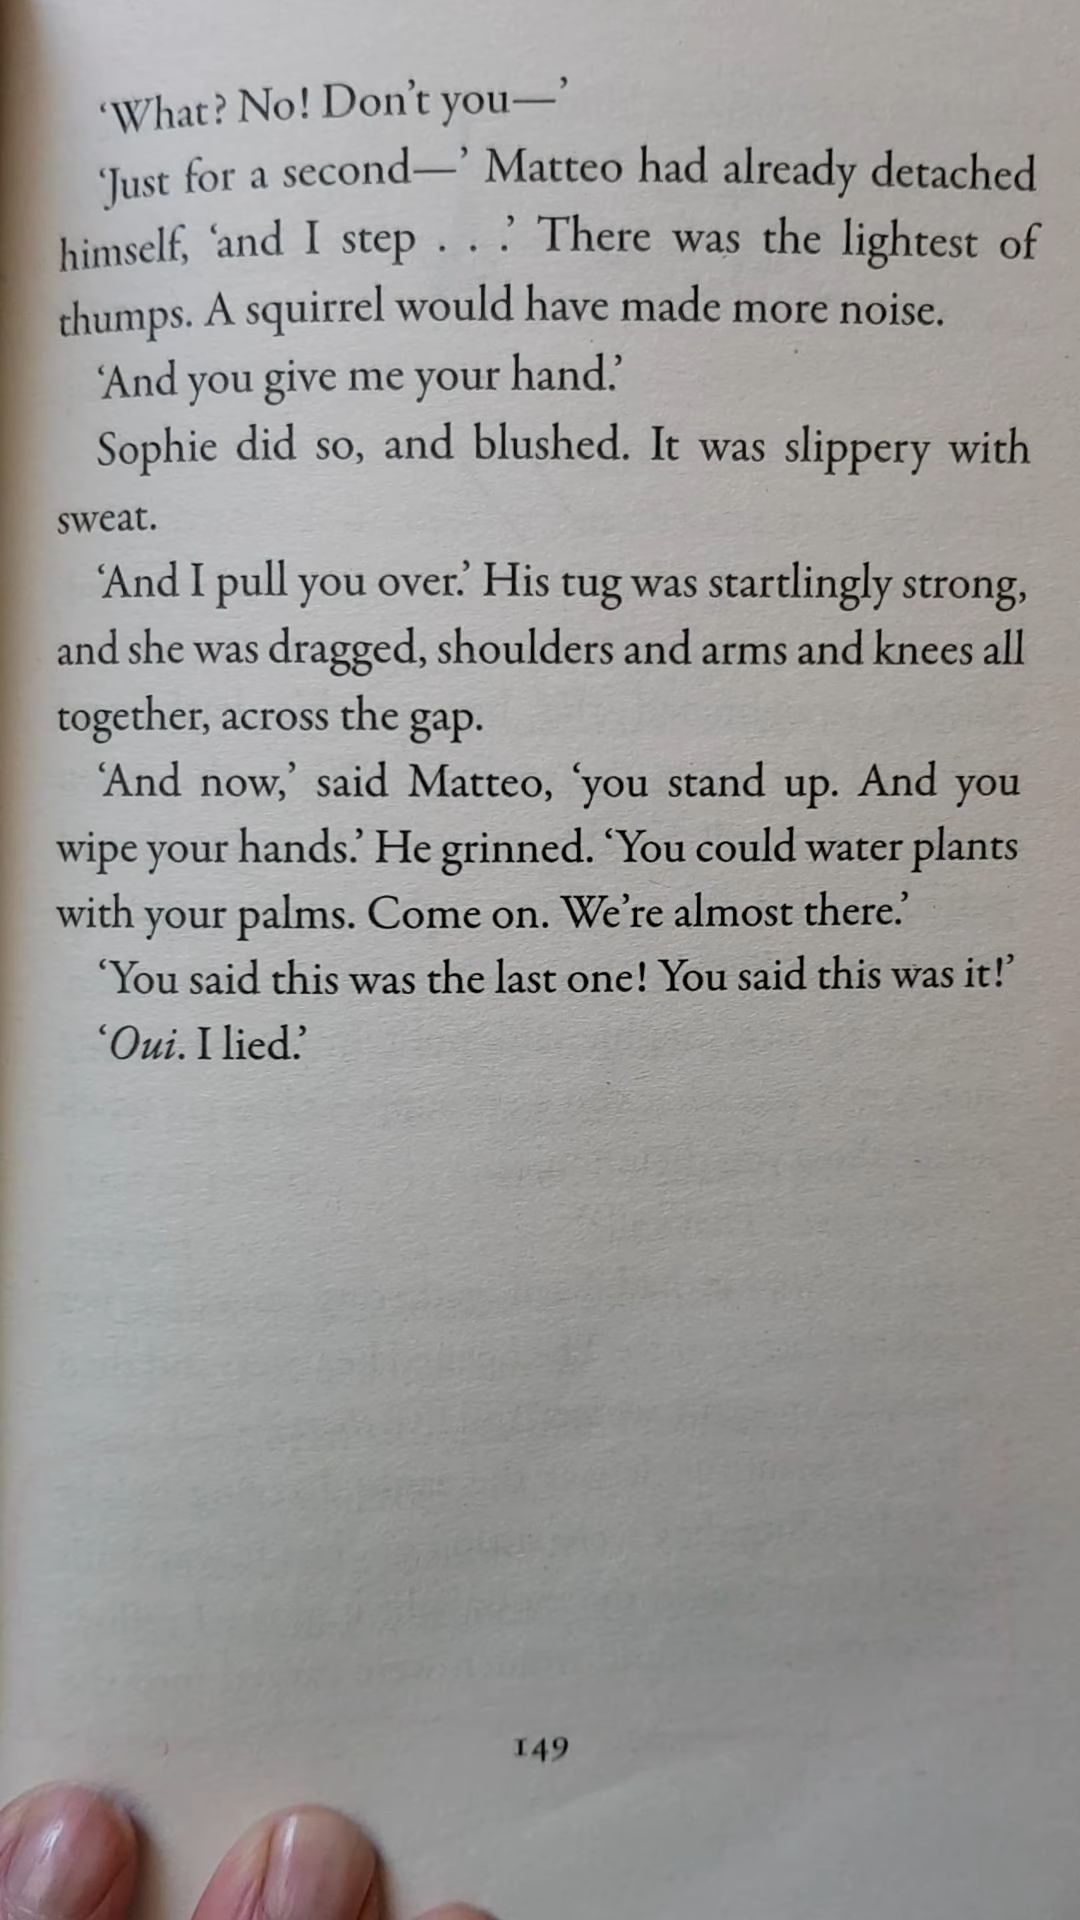 ‘What? No! Don’t you—’
‘Just for a second—’ Matteo had already detached
himself, ‘and I step . . .’ There was the lightest of
thumps. A squirrel would have made more noise.
‘And you give me your hand.’
Sophie did so, and blushed. It was slippery with
sweat.
‘And I pull you over.’ His tug was startlingly strong,
and she was dragged, shoulders and arms and knees all
together, across the gap.
‘And now,’ said Matteo, ‘you stand up. And you
wipe your hands.’ He grinned. ‘You could water plants
with your palms. Come on. We’re almost there.’
‘You said this was the last one! You said this was it!’
‘Oui. I lied.’
149